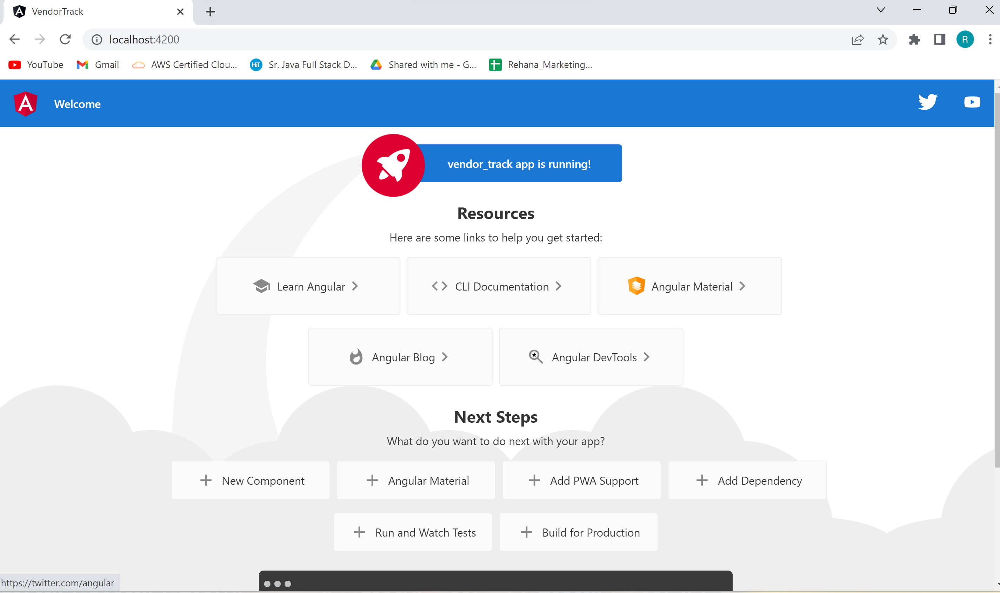 VendorTrack
localhost:4200
R
YouTube
Gmail
AWS Certified Clou...
HiT
Sr. Java Full Stack D...
Shared with me - G...
Rehana_Marketing...
Welcome
vendor_track app is running!
Resources
Here are some links to help you get started:
Learn Angular
CLI Documentation
Angular Material
Angular Blog
Angular DevTools
Next Steps
What do you want to do next with your app?
New Component
Angular Material
Add PWA Support
Add Dependency
Run and Watch Tests
Build for Production
https://twitter.com/angular